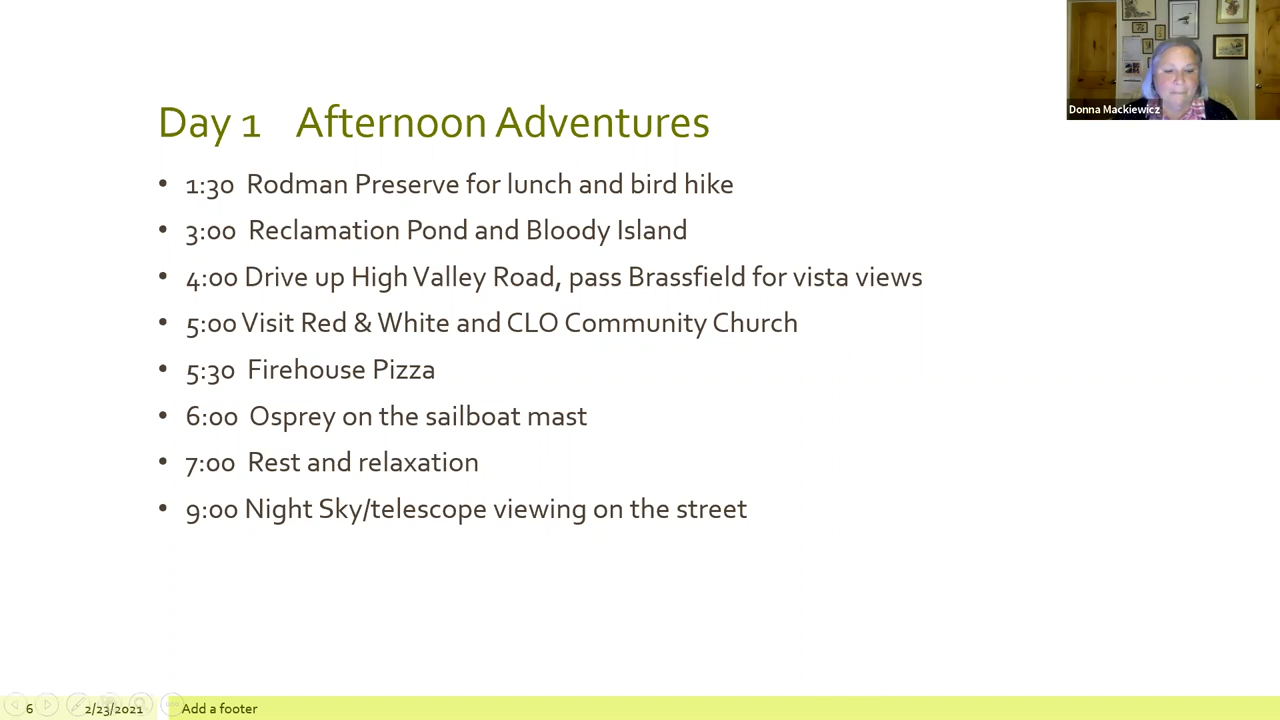 Donna Mackiewicz
Day 1 Afternoon Adventures
• 1:30 Rodman Preserve for lunch and bird hike
• 3:00 Reclamation Pond and Bloody Island
• 4:00 Drive up High Valley Road, pass Brassfield for vista views
• 5:00 Visit Red & White and CLO Community Church
• 5:30 Firehouse Pizza
• 6:00 Osprey on the sailboat mast
• 7:00 Rest and relaxation
• 9:00 Night Sky/telescope viewing on the street
6 2/23/2021 Add a footer